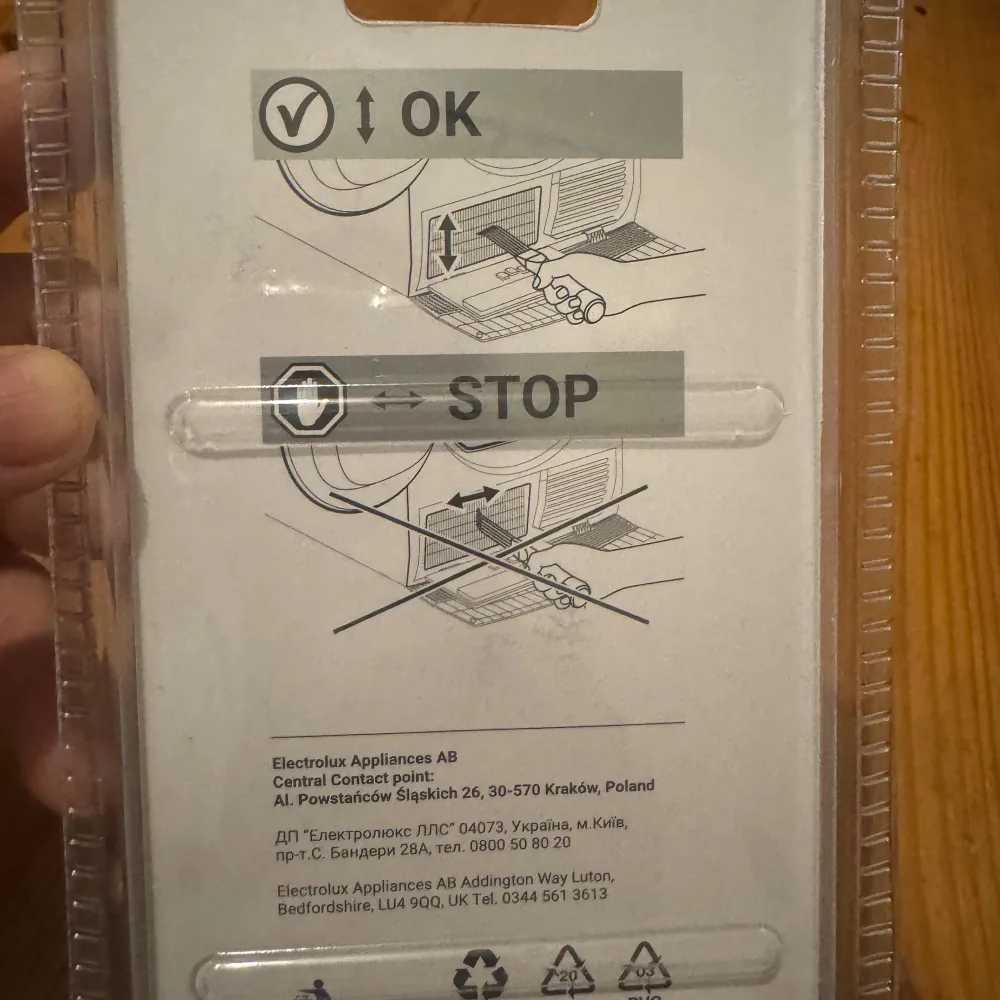 OK
STOP
Electrolux Appliances AB
Central Contact point:
Al. Powstańców Śląskich 26, 30-570 Kraków, Poland
ДП "Електролюкс ЛЛС" 04073, Україна, м.Київ,
пр-т.С. Бандери 28А, тел. 0800 50 80 20
Electrolux Appliances AB Addington Way Luton,
Bedfordshire, LU4 9QQ, UK Tel. 0344 561 3613
20 03